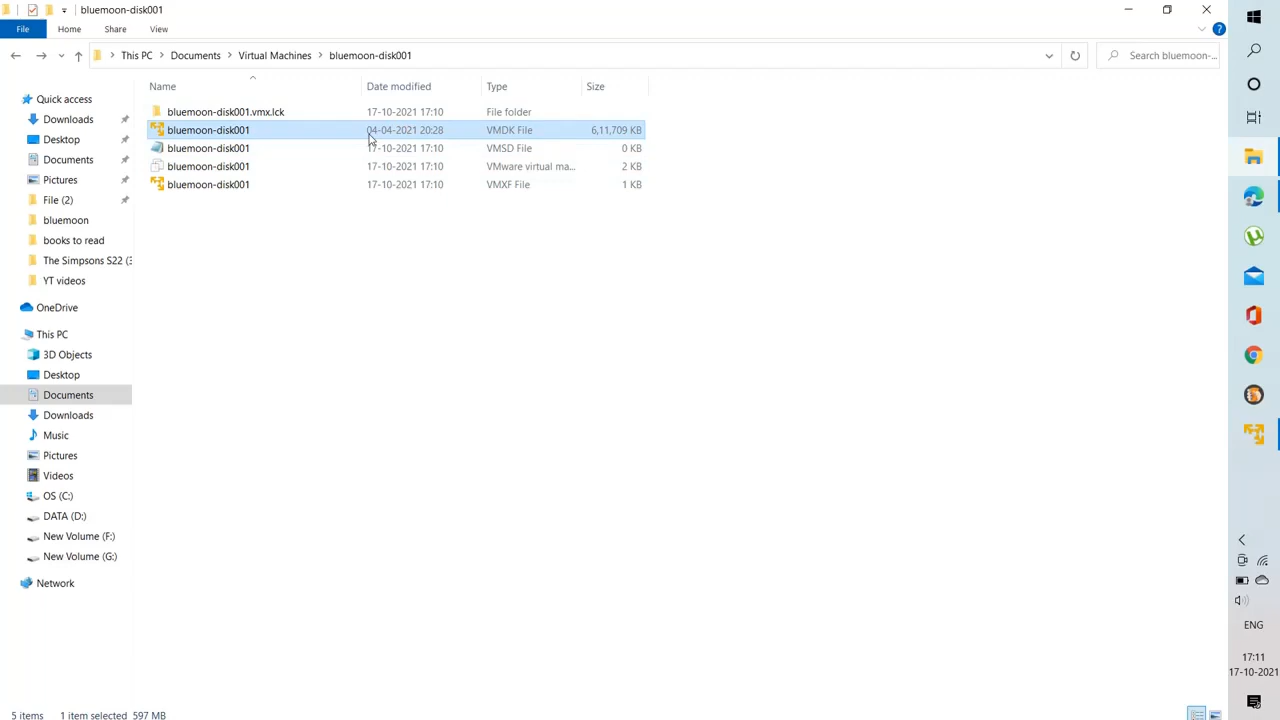 bluemoon-disk001
File Home Share View
This PC Documents Virtual Machines bluemoon-disk001 Search bluemoon-...
Name Date modified Type Size
bluemoon-disk001.vmx.lck 17-10-2021 17:10 File folder
bluemoon-disk001 04-04-2021 20:28 VMDK File 6,11,709 KB
bluemoon-disk001 17-10-2021 17:10 VMSD File 0 KB
bluemoon-disk001 17-10-2021 17:10 VMware virtual ma... 2 KB
bluemoon-disk001 17-10-2021 17:10 VMXF File 1 KB
Quick access
Downloads
Desktop
Documents
Pictures
File (2)
bluemoon
books to read
The Simpsons S22 (3
YT videos
OneDrive
This PC
3D Objects
Desktop
Documents
Downloads
Music
Pictures
Videos
OS (C:)
DATA (D:)
New Volume (F:)
New Volume (G:)
Network
5 items 1 item selected 597 MB
ENG
17:11
17-10-2021